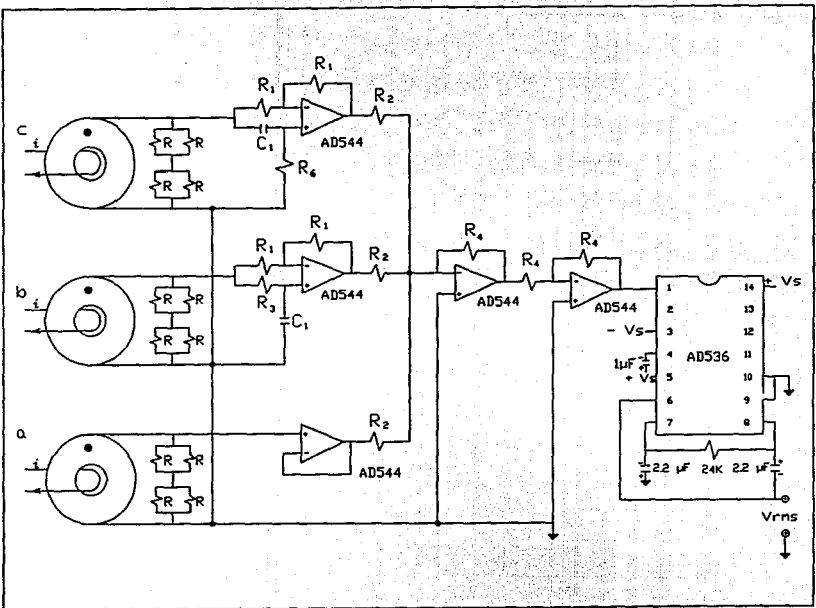 R₁
R₁
R₂
c
i
R R
R R
C₁
AD544
R₆
R₁
R₁
R₂
b
i
R R
R R
R₃
AD544
C₁
R₄
R₄
R₄
AD544
AD544
a
i
R R
R R
R₂
AD544
1 14 + Vs
2 13
- Vs 3 12
1µF - + 4 11
+ Vs 5 10
AD536
6 9
7 8
2.2 µF 24K 2.2 µF
Vrms